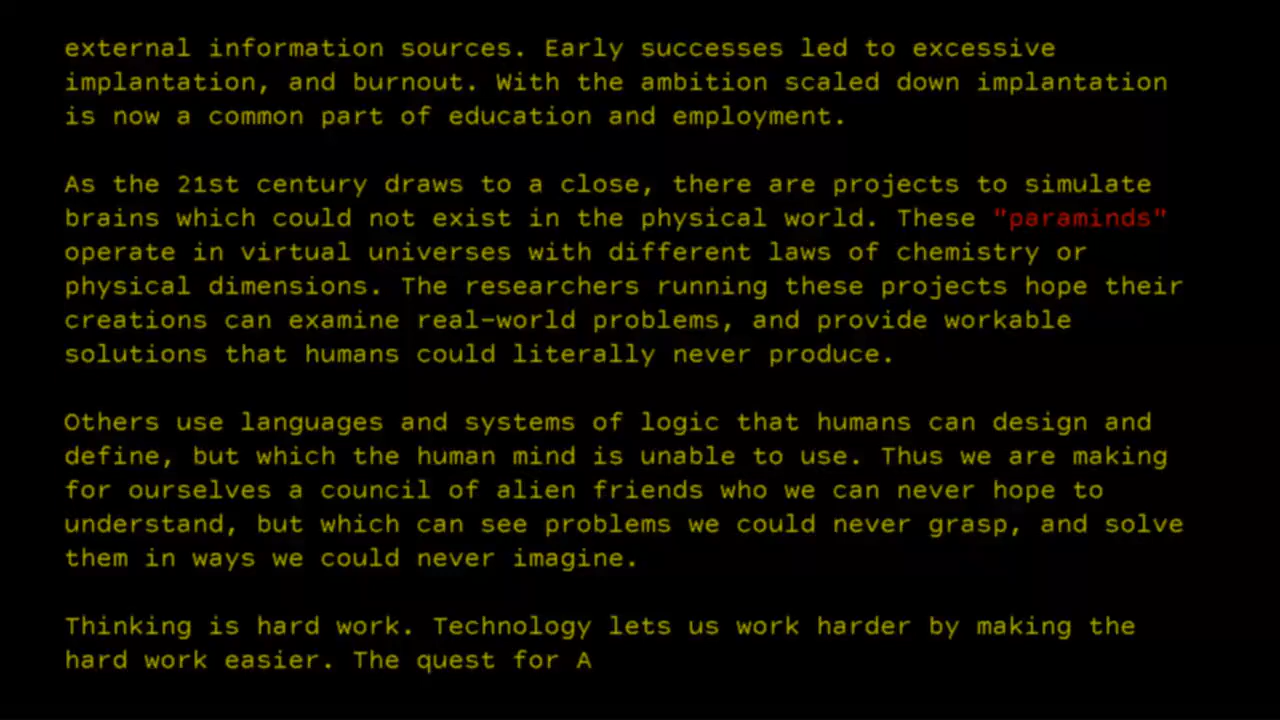 external information sources. Early successes led to excessive
implantation, and burnout. With the ambition scaled down implantation
is now a common part of education and employment.
As the 21st century draws to a close, there are projects to simulate
brains which could not exist in the physical world. These "paraminds"
operate in virtual universes with different laws of chemistry or
physical dimensions. The researchers running these projects hope their
creations can examine real-world problems, and provide workable
solutions that humans could literally never produce.
Others use languages and systems of logic that humans can design and
define, but which the human mind is unable to use. Thus we are making
for ourselves a council of alien friends who we can never hope to
understand, but which can see problems we could never grasp, and solve
them in ways we could never imagine.
Thinking is hard work. Technology lets us work harder by making the
hard work easier. The quest for A